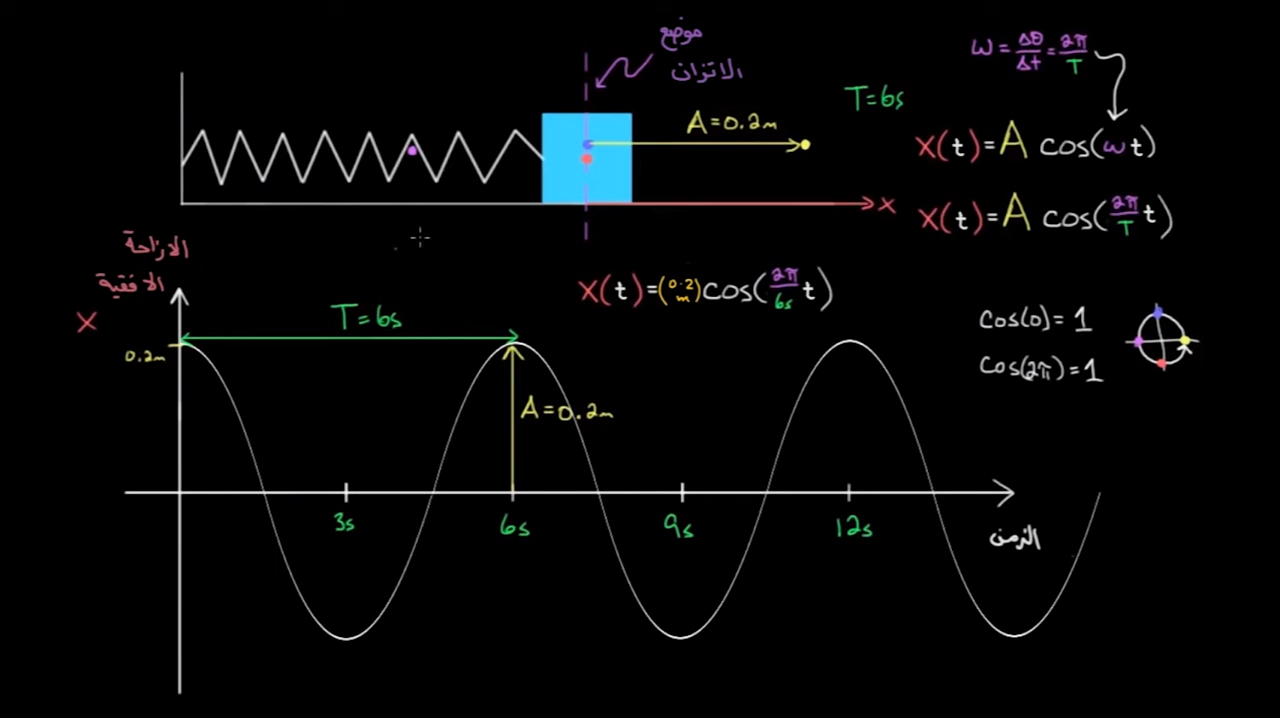 موضع
الاتزان
A=0.2m
T=6s
ω = Δθ/Δt = 2π/T
x(t)=A cos(ωt)
x(t)=A cos(2π/T t)
x
الازاحة
الافقية
x
x(t)=(0.2 m)cos(2π/6s t)
T=6s
0.2m
A=0.2m
cos(0)=1
cos(2π)=1
3s 6s 9s 12s
الزمن